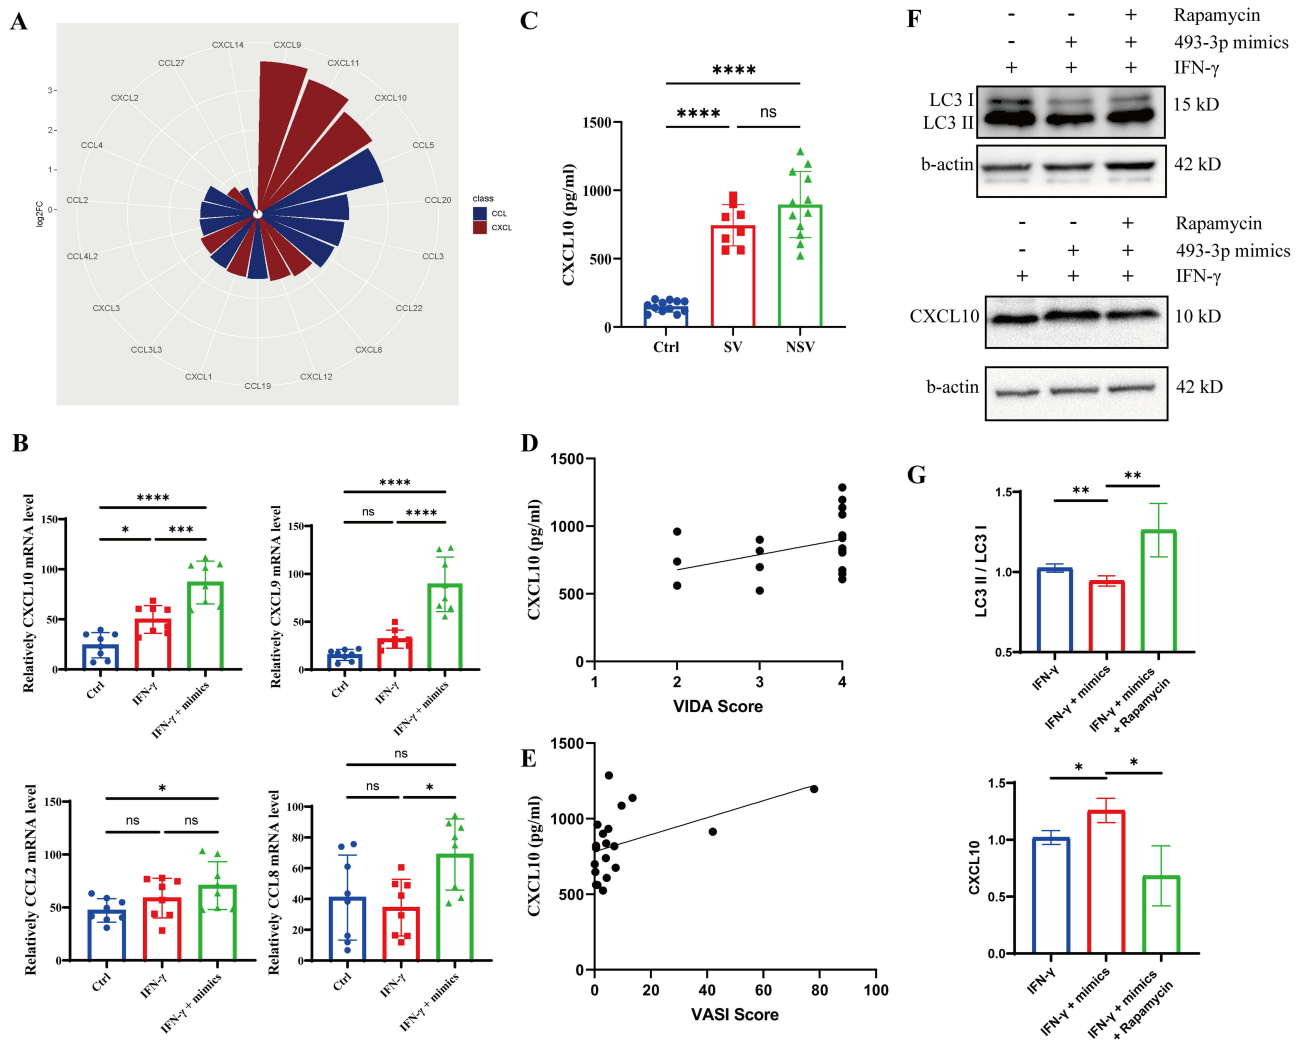 A
CXCL14
CXCL9
CCL27
CXCL11
CXCL2
CXCL10
CCL4
CCL5
CCL2
CCL20
CCL4L2
CCL3
CXCL3
CCL22
CCL3L3
CXCL8
CXCL1
CCL19
CXCL12
3
2
1
0
log2FC
class
CCL
CXCL
B
****
*
***
Relatively CXCL10 mRNA level
150
100
50
0
Ctrl
IFN-γ
IFN-γ + mimics
****
ns
****
Relatively CXCL9 mRNA level
150
100
50
0
Ctrl
IFN-γ
IFN-γ + mimics
*
ns
ns
Relatively CCL2 mRNA level
150
100
50
0
Ctrl
IFN-γ
IFN-γ + mimics
ns
ns
*
Relatively CCL8 mRNA level
100
80
60
40
20
0
Ctrl
IFN-γ
IFN-γ + mimics
C
****
****
ns
CXCL10 (pg/ml)
1500
1000
500
0
Ctrl
SV
NSV
D
CXCL10 (pg/ml)
1500
1000
500
0
1
2
3
4
VIDA Score
E
CXCL10 (pg/ml)
1500
1000
500
0
0
20
40
60
80
100
VASI Score
F
- - + Rapamycin
- + + 493-3p mimics
+ + + IFN-γ
LC3 I
LC3 II
15 kD
b-actin
42 kD
- - + Rapamycin
- + + 493-3p mimics
+ + + IFN-γ
CXCL10
10 kD
b-actin
42 kD
G
**
**
LC3 II / LC3 I
1.5
1.0
0.5
IFN-γ
IFN-γ + mimics
IFN-γ + mimics
+ Rapamycin
*
*
CXCL10
1.5
1.0
0.5
0.0
IFN-γ
IFN-γ + mimics
IFN-γ + mimics
+ Rapamycin